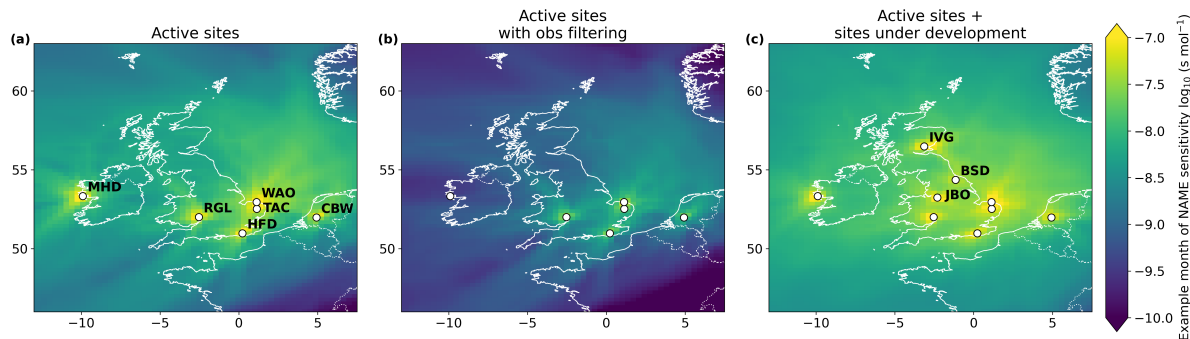 (a)
Active sites
60
55
50
−10
−5
0
5
MHD
RGL
WAO
TAC
HFD
CBW
(b)
Active sites
with obs filtering
60
55
50
−10
−5
0
5
(c)
Active sites +
sites under development
60
55
50
−10
−5
0
5
IVG
BSD
JBO
−7.0
−7.5
−8.0
−8.5
−9.0
−9.5
−10.0
Example month of NAME sensitivity log₁₀ (s mol⁻¹)